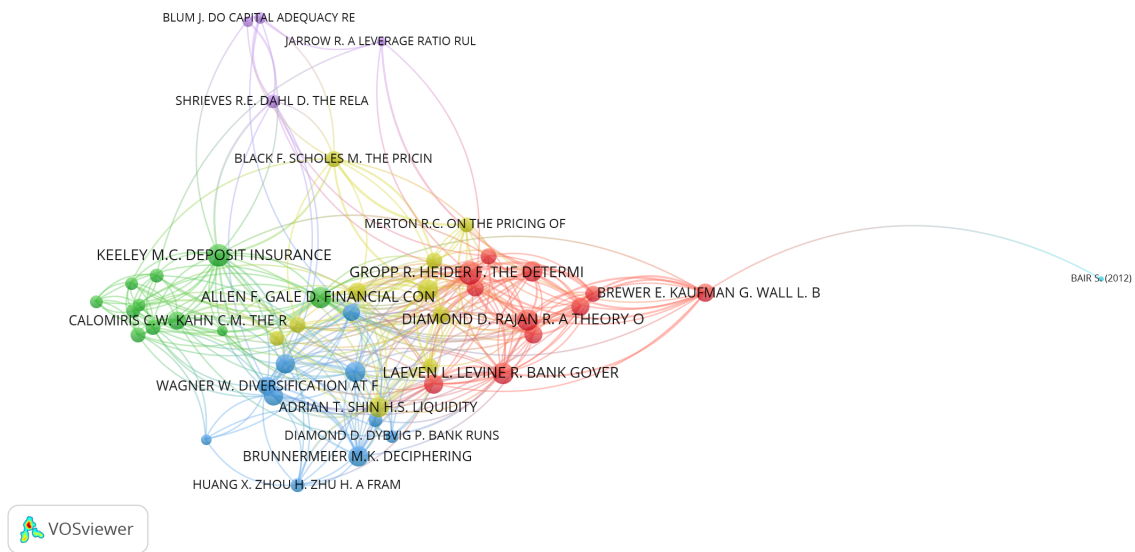 BLUM J. DO CAPITAL ADEQUACY RE
JARROW R. A LEVERAGE RATIO RUL
SHRIEVES R.E. DAHL D. THE RELA
BLACK F. SCHOLES M. THE PRICIN
MERTON R.C. ON THE PRICING OF
KEELEY M.C. DEPOSIT INSURANCE
GROPP R. HEIDER F. THE DETERMI
BAIR S. (2012)
ALLEN F. GALE D. FINANCIAL CON
BREWER E. KAUFMAN G. WALL L. B
CALOMIRIS C.W. KAHN C.M. THE R
DIAMOND D. RAJAN R. A THEORY O
LAEVEN L. LEVINE R. BANK GOVER
WAGNER W. DIVERSIFICATION AT F
ADRIAN T. SHIN H.S. LIQUIDITY
DIAMOND D. DYBVIG P. BANK RUNS
BRUNNERMEIER M.K. DECIPHERING
HUANG X. ZHOU H. ZHU H. A FRAM
VOSviewer